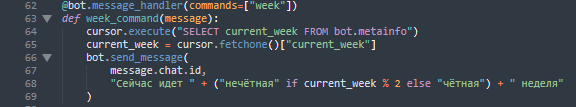 62 @bot.message_handler(commands=["week"])
63 def week_command(message):
64 cursor.execute("SELECT current_week FROM bot.metainfo")
65 current_week = cursor.fetchone()["current_week"]
66 bot.send_message(
67 message.chat.id,
68 "Сейчас идет " + ("нечётная" if current_week % 2 else "чётная") + " неделя"
69 )